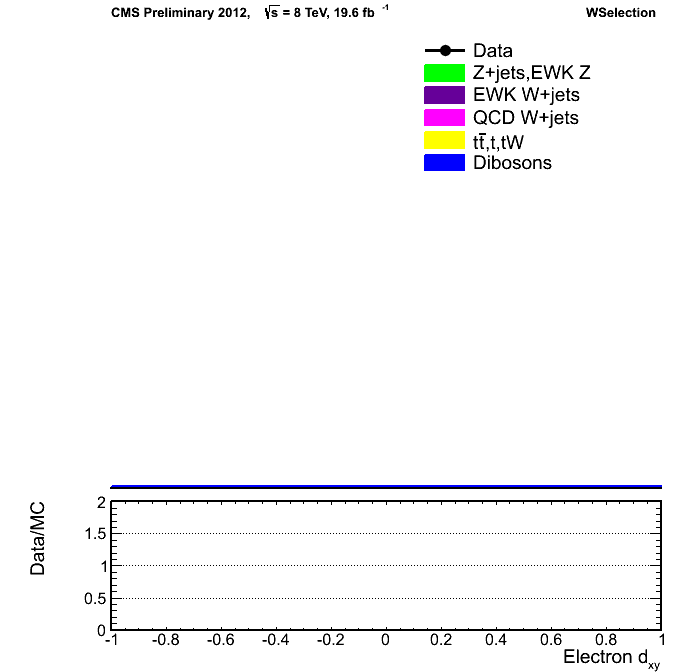 CMS Preliminary 2012, √s = 8 TeV, 19.6 fb -1 WSelection
Data
Z+jets,EWK Z
EWK W+jets
QCD W+jets
tt̅,t,tW
Dibosons
Data/MC
2
1.5
1
0.5
0
-1 -0.8 -0.6 -0.4 -0.2 0 0.2 0.4 0.6 0.8 1
Electron dxy